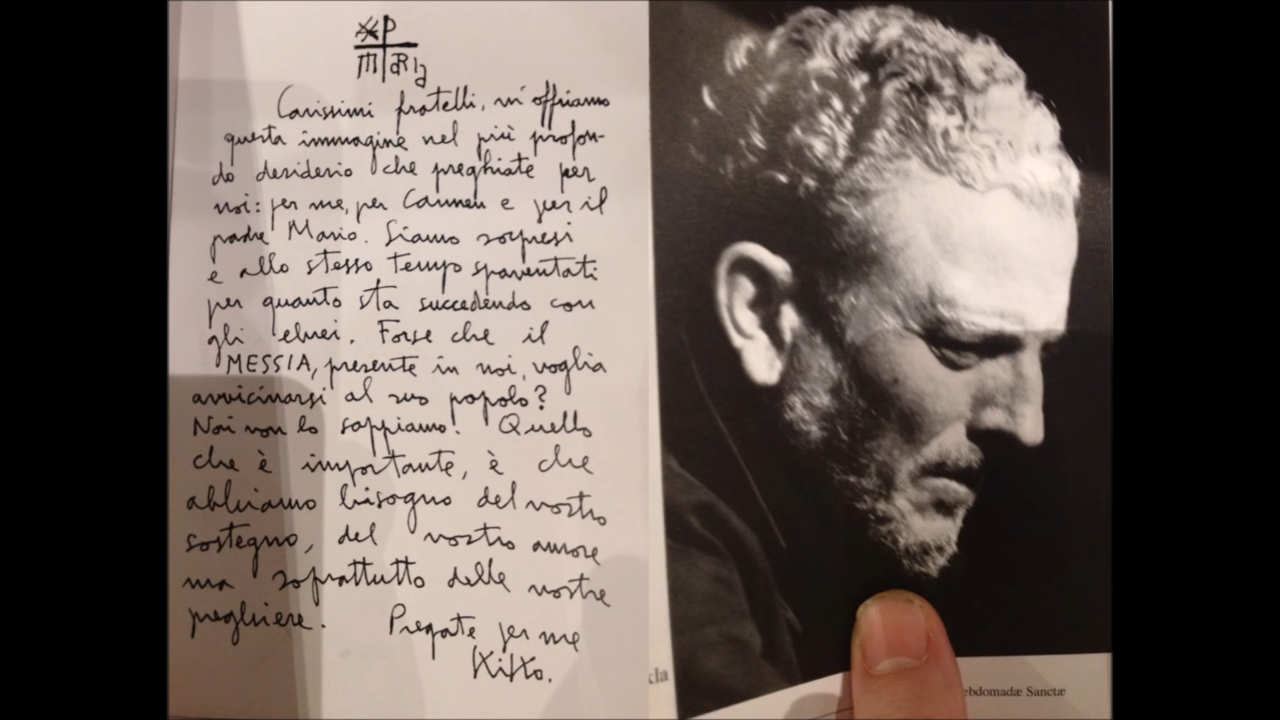 XP
MaRIa
Carissimi fratelli, vi offriamo
questa immagine nel più profon-
do desiderio che preghiate per
noi: per me, per Carmen e per il
padre Mario. Siamo sorpresi
e allo stesso tempo spaventati
per quanto sta succedendo con
gli ebrei. Forse che il
MESSIA, presente in noi, voglia
avvicinarsi al suo popolo?
Noi non lo sappiamo! Quello
che è importante, è che
abbiamo bisogno del vostro
sostegno, del vostro amore
ma soprattutto delle vostre
preghiere. Pregate per me
Kiko.
ebdomadæ Sanctæ